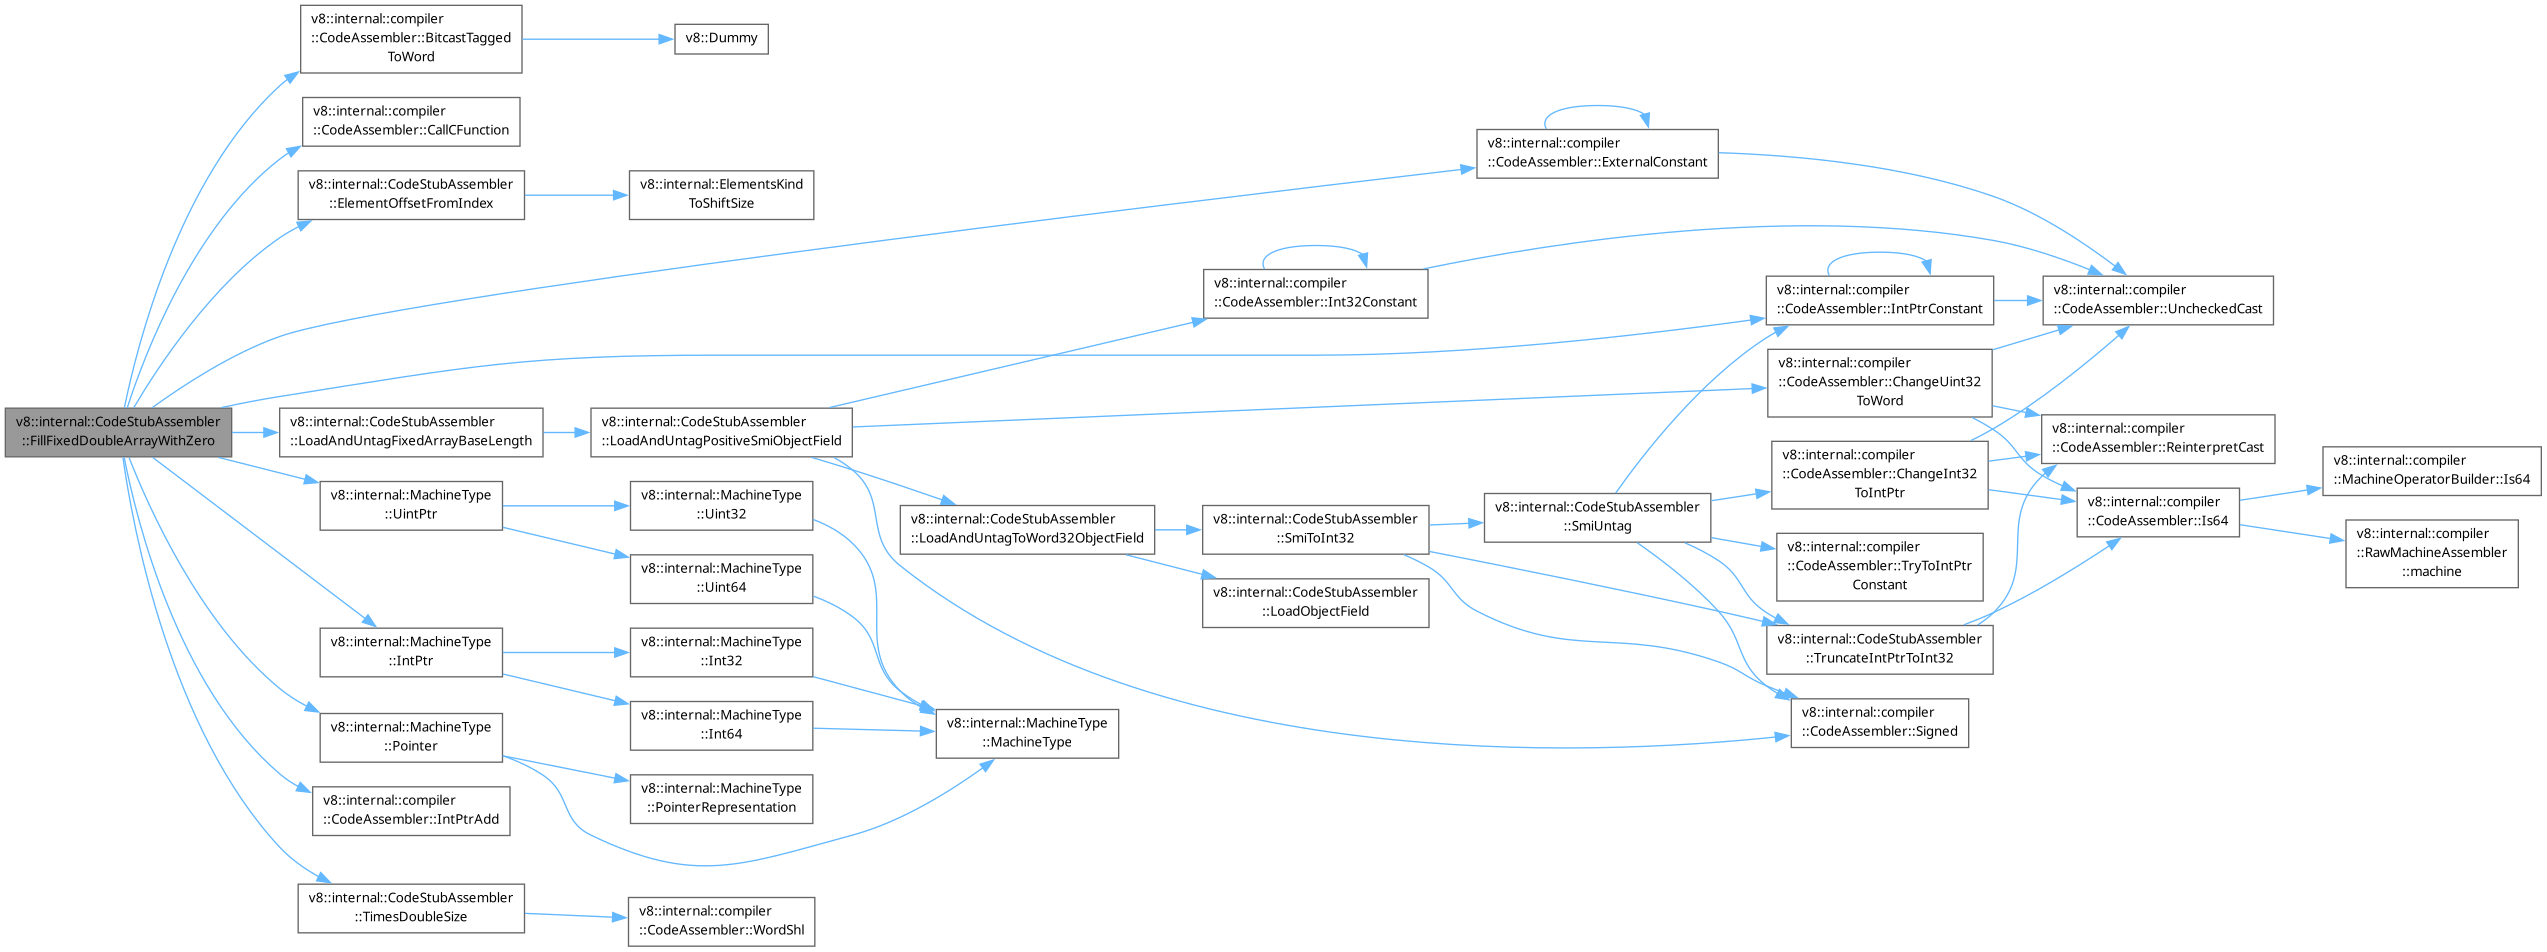 v8::internal::CodeStubAssembler
::FillFixedDoubleArrayWithZero
v8::internal::compiler
::CodeAssembler::BitcastTagged
ToWord
v8::Dummy
v8::internal::compiler
::CodeAssembler::CallCFunction
v8::internal::CodeStubAssembler
::ElementOffsetFromIndex
v8::internal::ElementsKind
ToShiftSize
v8::internal::compiler
::CodeAssembler::ExternalConstant
v8::internal::compiler
::CodeAssembler::Int32Constant
v8::internal::compiler
::CodeAssembler::IntPtrConstant
v8::internal::compiler
::CodeAssembler::UncheckedCast
v8::internal::CodeStubAssembler
::LoadAndUntagFixedArrayBaseLength
v8::internal::CodeStubAssembler
::LoadAndUntagPositiveSmiObjectField
v8::internal::compiler
::CodeAssembler::ChangeUint32
ToWord
v8::internal::compiler
::CodeAssembler::ReinterpretCast
v8::internal::compiler
::CodeAssembler::ChangeInt32
ToIntPtr
v8::internal::compiler
::CodeAssembler::Is64
v8::internal::compiler
::MachineOperatorBuilder::Is64
v8::internal::compiler
::RawMachineAssembler
::machine
v8::internal::CodeStubAssembler
::LoadAndUntagToWord32ObjectField
v8::internal::CodeStubAssembler
::SmiToInt32
v8::internal::CodeStubAssembler
::SmiUntag
v8::internal::compiler
::CodeAssembler::TryToIntPtr
Constant
v8::internal::CodeStubAssembler
::LoadObjectField
v8::internal::CodeStubAssembler
::TruncateIntPtrToInt32
v8::internal::compiler
::CodeAssembler::Signed
v8::internal::MachineType
::UintPtr
v8::internal::MachineType
::Uint32
v8::internal::MachineType
::Uint64
v8::internal::MachineType
::IntPtr
v8::internal::MachineType
::Int32
v8::internal::MachineType
::Int64
v8::internal::MachineType
::MachineType
v8::internal::MachineType
::Pointer
v8::internal::MachineType
::PointerRepresentation
v8::internal::compiler
::CodeAssembler::IntPtrAdd
v8::internal::CodeStubAssembler
::TimesDoubleSize
v8::internal::compiler
::CodeAssembler::WordShl